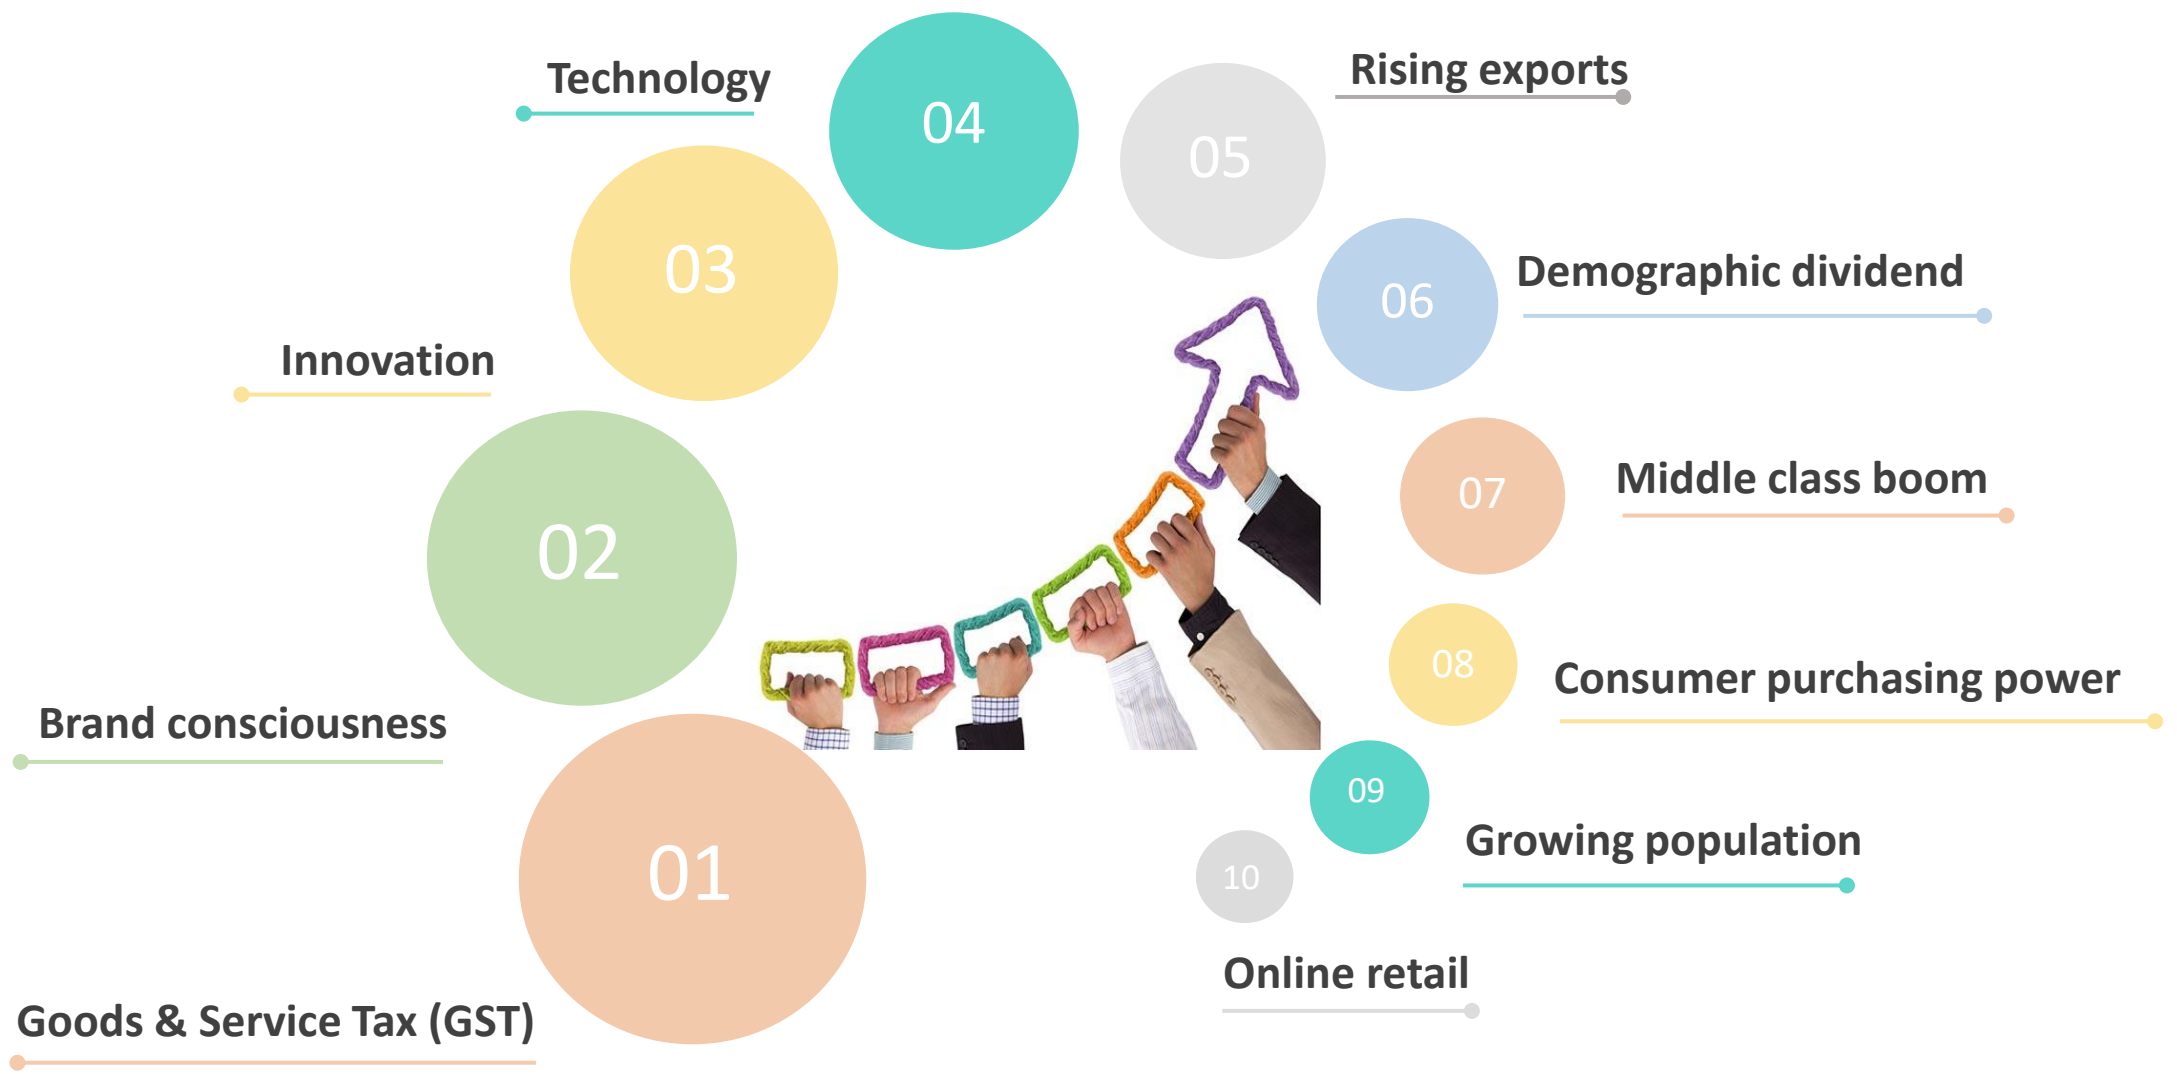 01
Goods & Service Tax (GST)
02
Brand consciousness
03
Innovation
04
Technology
05
Rising exports
06
Demographic dividend
07
Middle class boom
08
Consumer purchasing power
09
Growing population
10
Online retail